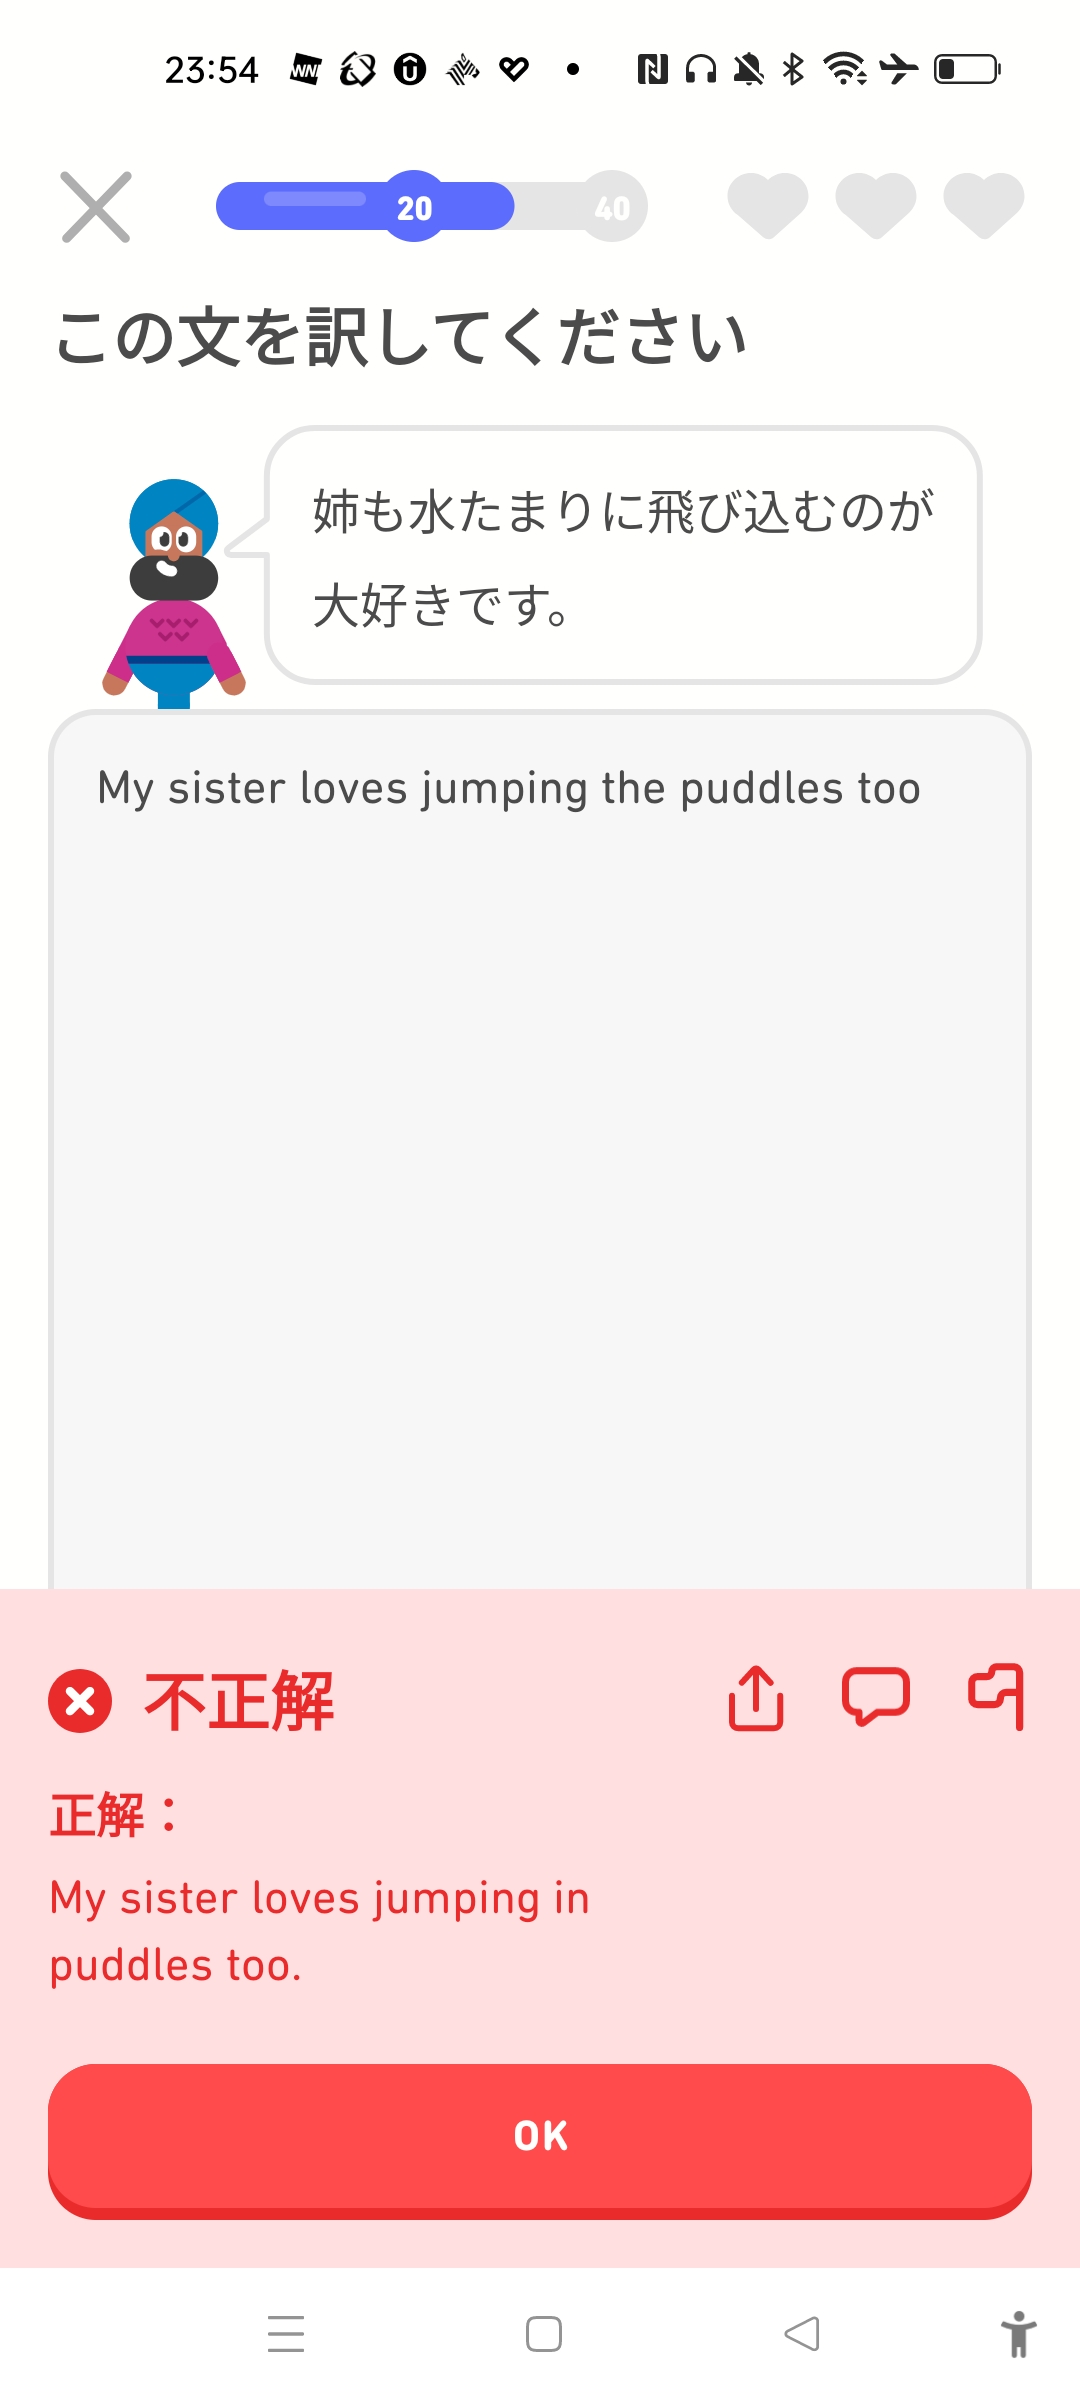 23:54
20
40
この文を訳してください
姉も水たまりに飛び込むのが
大好きです。
My sister loves jumping the puddles too
不正解
正解：
My sister loves jumping in
puddles too.
OK